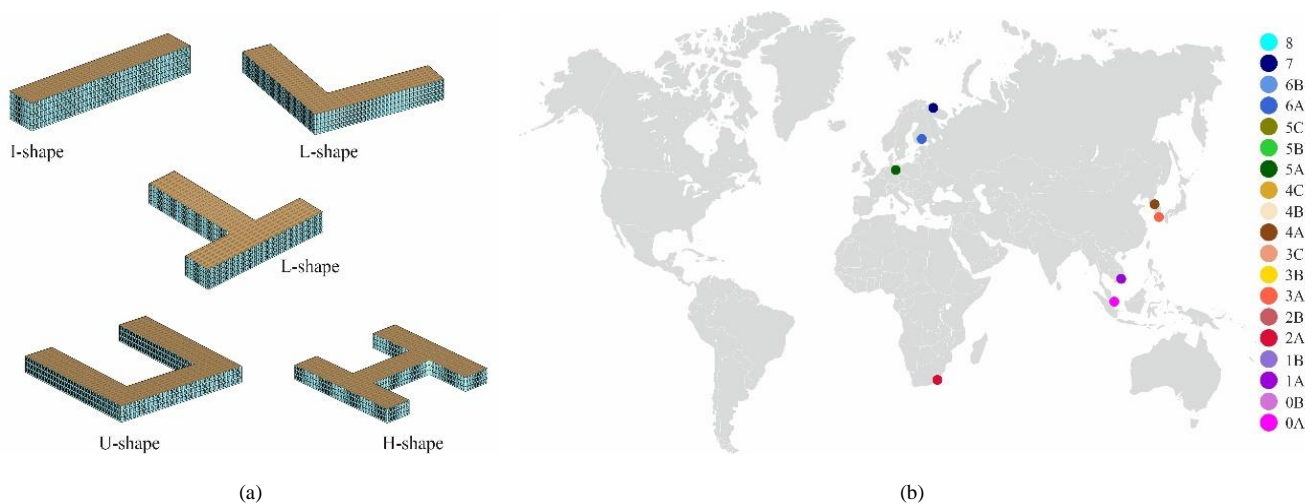 I-shape
L-shape
L-shape
U-shape
H-shape
(a)
8
7
6B
6A
5C
5B
5A
4C
4B
4A
3C
3B
3A
2B
2A
1B
1A
0B
0A
(b)